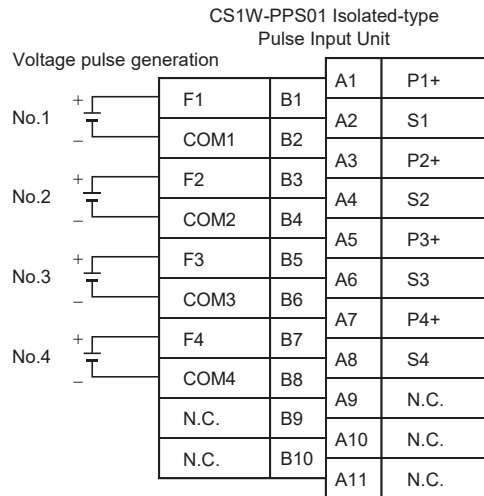 CS1W-PPS01 Isolated-type
Pulse Input Unit
Voltage pulse generation
A1 P1+
F1 B1
No.1 + −
A2 S1
COM1 B2
A3 P2+
F2 B3
No.2 + −
A4 S2
COM2 B4
A5 P3+
F3 B5
No.3 + −
A6 S3
COM3 B6
A7 P4+
F4 B7
No.4 + −
A8 S4
COM4 B8
A9 N.C.
N.C. B9
A10 N.C.
N.C. B10
A11 N.C.